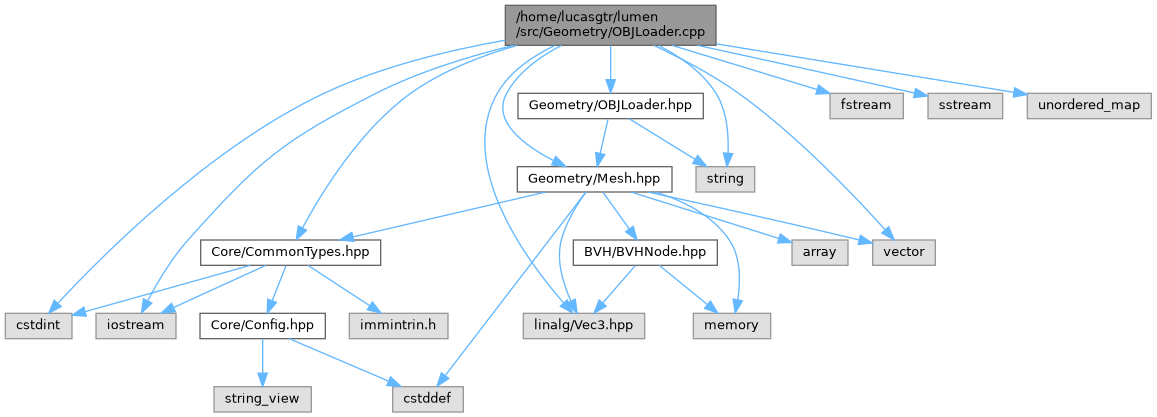 /home/lucasgtr/lumen
/src/Geometry/OBJLoader.cpp
Geometry/OBJLoader.hpp
fstream
sstream
unordered_map
Geometry/Mesh.hpp
string
Core/CommonTypes.hpp
BVH/BVHNode.hpp
array
vector
cstdint
iostream
Core/Config.hpp
immintrin.h
linalg/Vec3.hpp
memory
string_view
cstddef